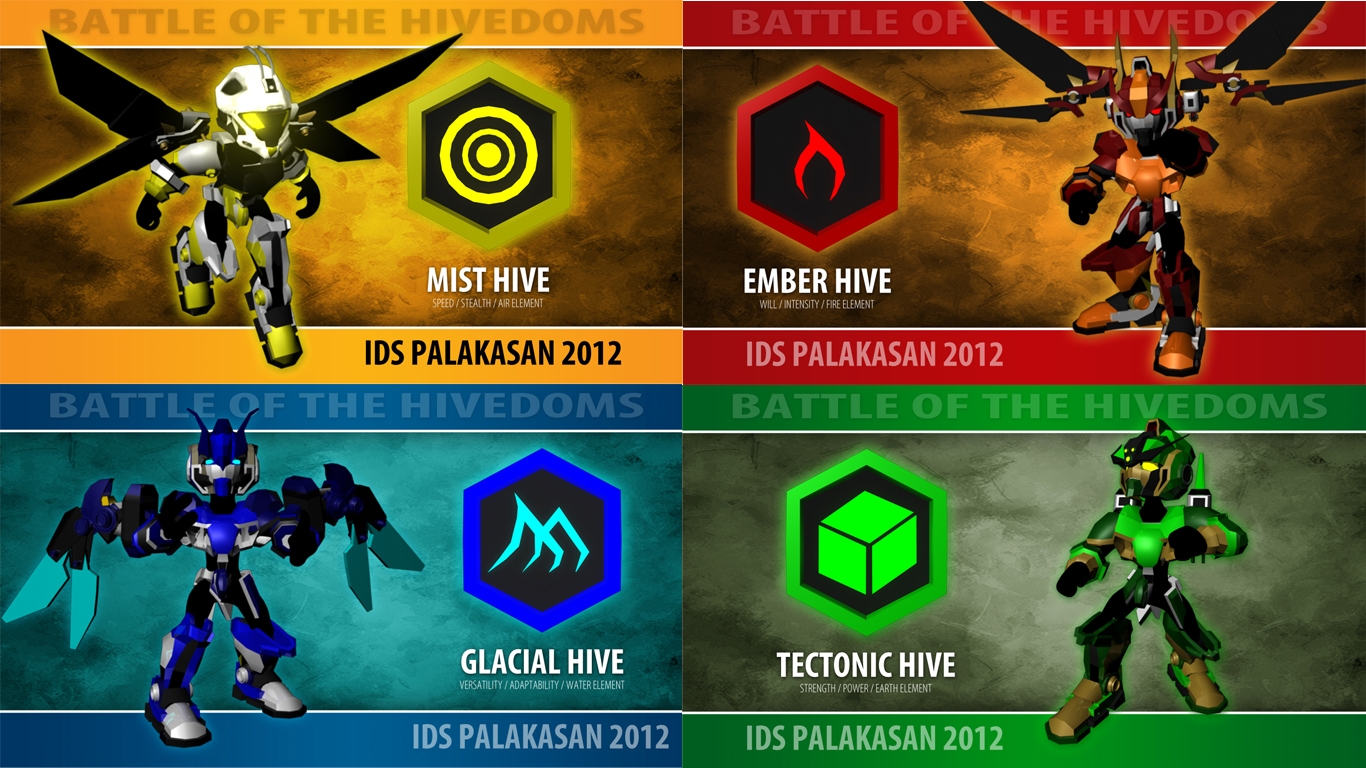 BATTLE OF THE HIVEDOMS
MIST HIVE
SPEED / STEALTH / AIR ELEMENT
IDS PALAKASAN 2012
BATTLE OF THE HIVEDOMS
EMBER HIVE
WILL / INTENSITY / FIRE ELEMENT
IDS PALAKASAN 2012
BATTLE OF THE HIVEDOMS
GLACIAL HIVE
VERSATILITY / ADAPTABILITY / WATER ELEMENT
IDS PALAKASAN 2012
BATTLE OF THE HIVEDOMS
TECTONIC HIVE
STRENGTH / POWER / EARTH ELEMENT
IDS PALAKASAN 2012